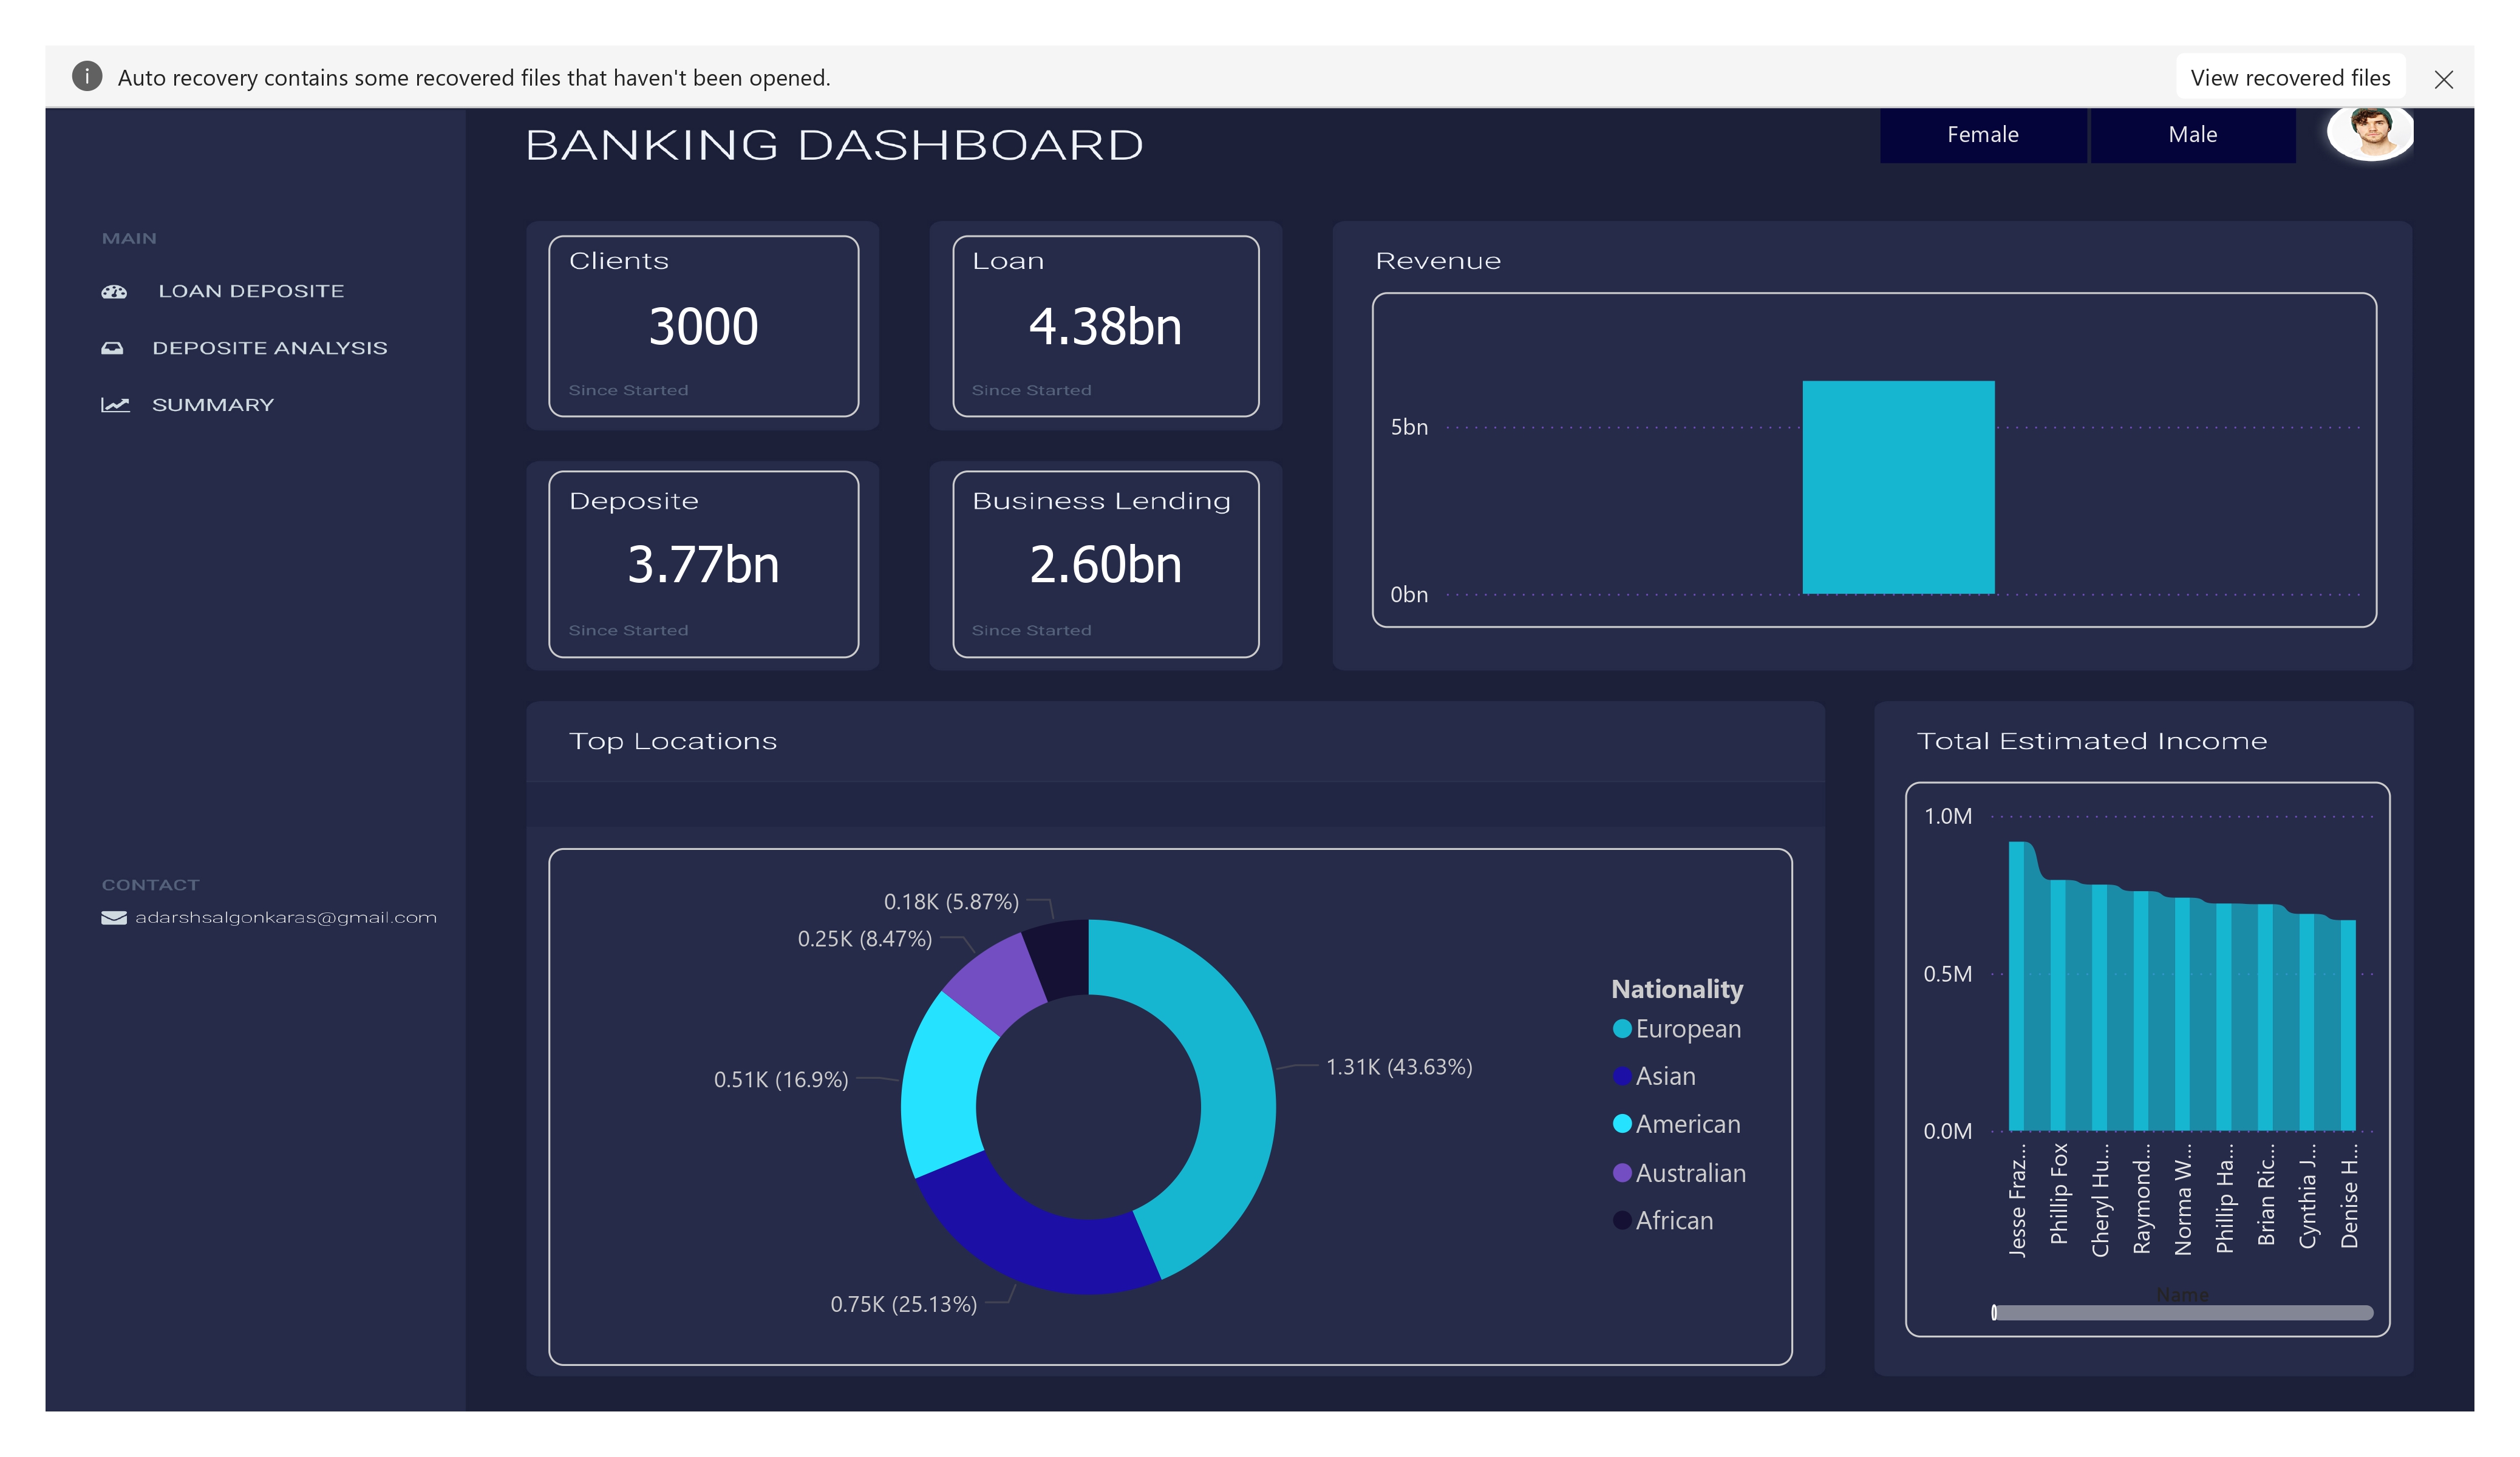 Auto recovery contains some recovered files that haven't been opened.
View recovered files
BANKING DASHBOARD
Female
Male
MAIN
LOAN DEPOSITE
DEPOSITE ANALYSIS
SUMMARY
CONTACT
adarshsalgonkaras@gmail.com
Clients
3000
Since Started
Loan
4.38bn
Since Started
Deposite
3.77bn
Since Started
Business Lending
2.60bn
Since Started
Revenue
5bn
0bn
Top Locations
0.18K (5.87%)
0.25K (8.47%)
0.51K (16.9%)
1.31K (43.63%)
0.75K (25.13%)
Nationality
European
Asian
American
Australian
African
Total Estimated Income
1.0M
0.5M
0.0M
Jesse Fraz...
Phillip Fox
Cheryl Hu...
Raymond...
Norma W...
Phillip Ha...
Brian Ric...
Cynthia J...
Denise H...
Name